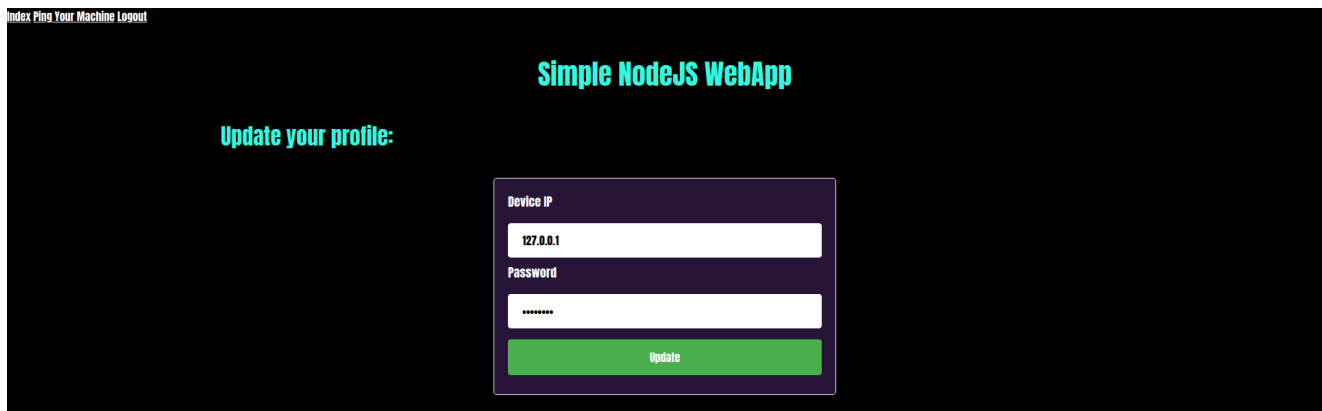 Index Ping Your Machine Logout
Simple NodeJS WebApp
Update your profile:
Device IP
127.0.0.1
Password
••••••••
Update